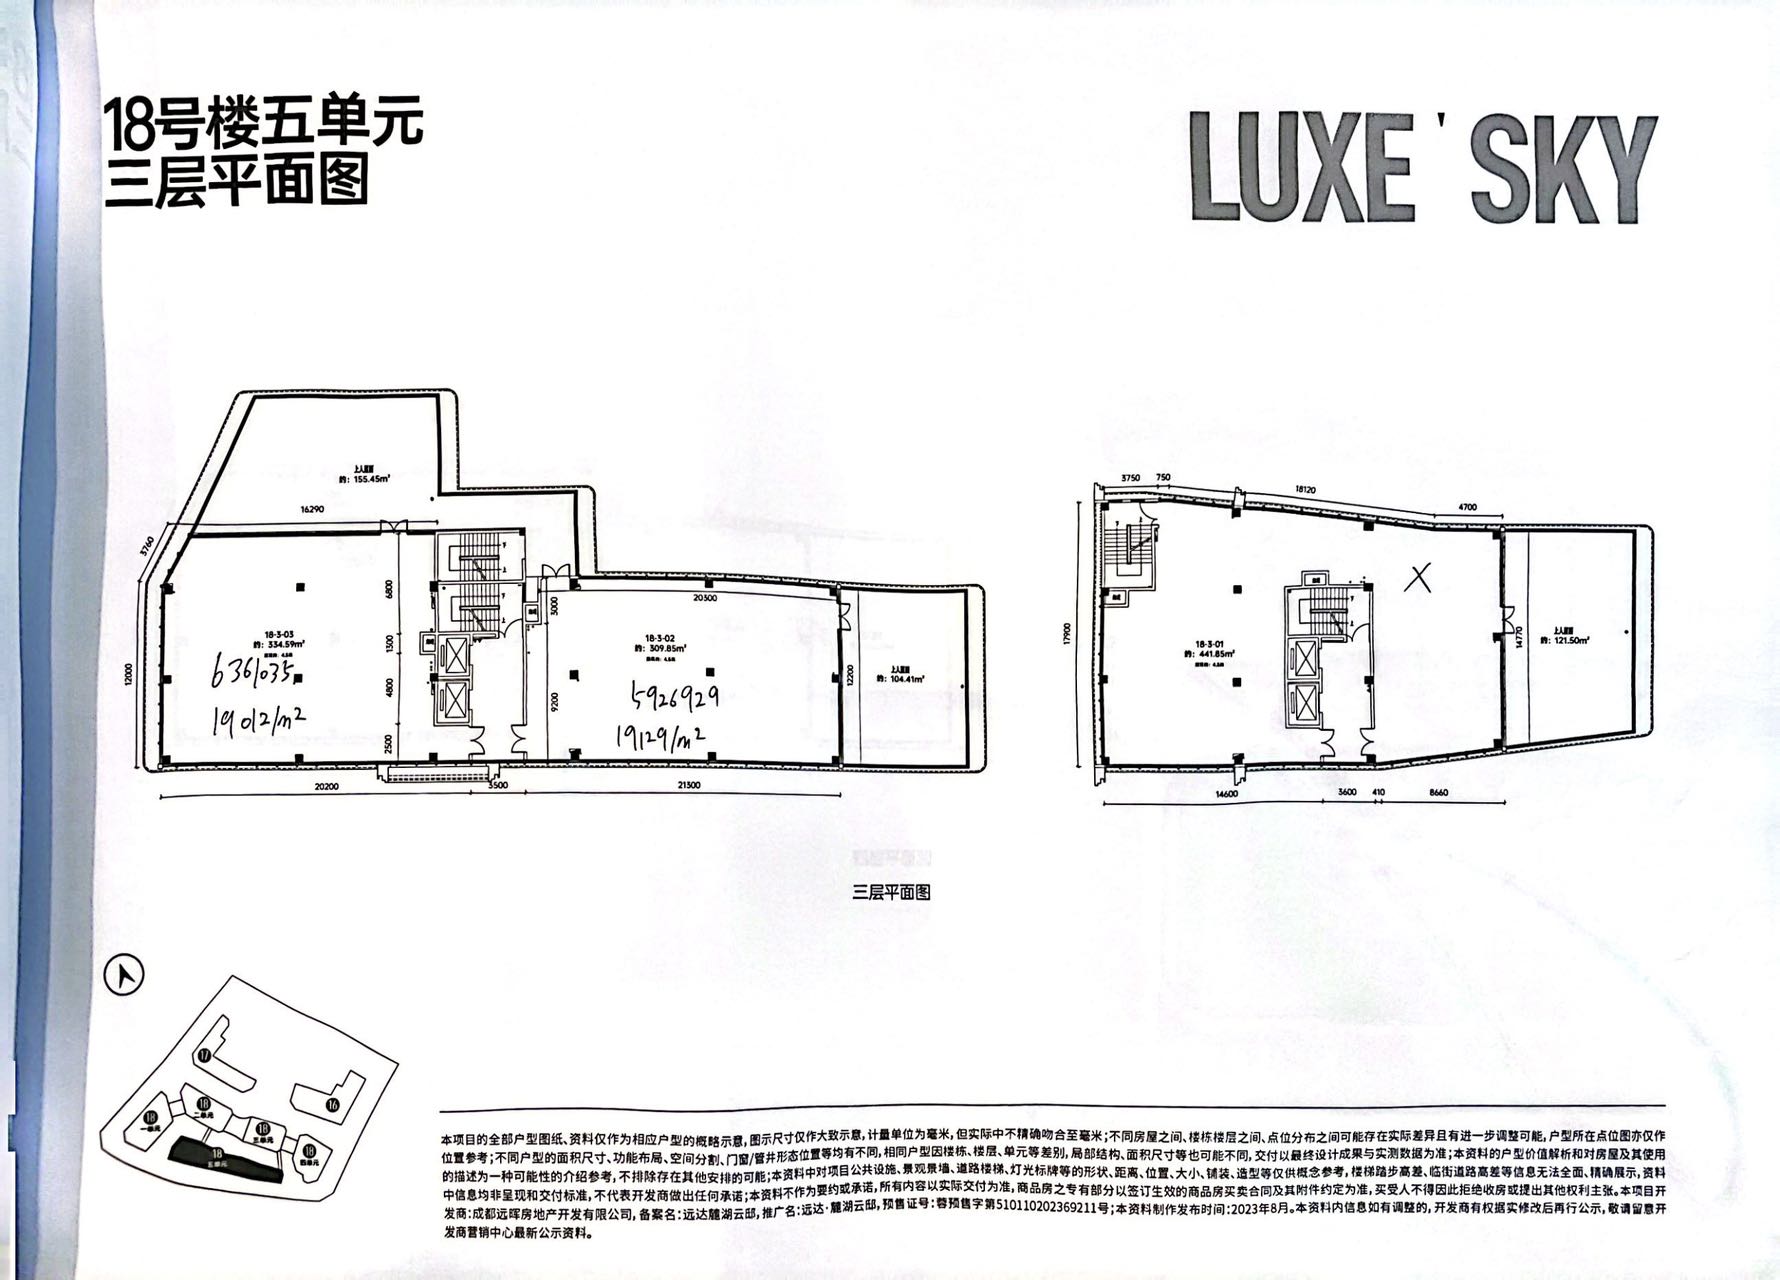 18号楼五单元
三层平面图
LUXE'SKY
上人屋面
约：155.45m²
16290
3760
12000
6800
1300
4800
2500
18-3-03
约：334.59m²
6361035
19012/m²
3000
9200
20300
18-3-02
约：309.85m²
5926929
19129/m²
12200
上人屋面
约：104.41m²
20200
3500
21300
3750
750
18120
4700
17900
X
18-3-01
约：441.85m²
14770
上人屋面
约：121.50m²
14600
3600
410
8660
三层平面图
17
16
18
一单元
18
二单元
18
三单元
18
四单元
18
五单元
本项目的全部户型图纸、资料仅作为相应户型的概略示意，图示尺寸仅作大致示意，计量单位为毫米，但实际中不精确吻合至毫米；不同房屋之间、楼栋楼层之间、点位分布之间可能存在实际差异且有进一步调整可能，户型所在点位图亦仅作
位置参考；不同户型的面积尺寸、功能布局、空间分割、门窗/管井形态位置等均有不同，相同户型因楼栋、楼层、单元等差别，局部结构、面积尺寸等也可能不同，交付以最终设计成果与实测数据为准；本资料的户型价值解析和对房屋及其使用
的描述为一种可能性的介绍参考，不排除存在其他安排的可能；本资料中对项目公共设施、景观景墙、道路楼梯、灯光标牌等的形状、距离、位置、大小、铺装、造型等仅供概念参考，楼梯踏步高差、临街道路高差等信息无法全面、精确展示，资料
中信息均非呈现和交付标准，不代表开发商做出任何承诺；本资料不作为要约或承诺，所有内容以实际交付为准，商品房之专有部分以签订生效的商品房买卖合同及其附件约定为准，买受人不得因此拒绝收房或提出其他权利主张。本项目开
发商：成都远晖房地产开发有限公司，备案名：远达麓湖云邸，推广名：远达·麓湖云邸，预售证号：蓉预售字第510110202369211号；本资料制作发布时间：2023年8月。本资料内信息如有调整的，开发商有权据实修改后再行公示，敬请留意开
发商营销中心最新公示资料。